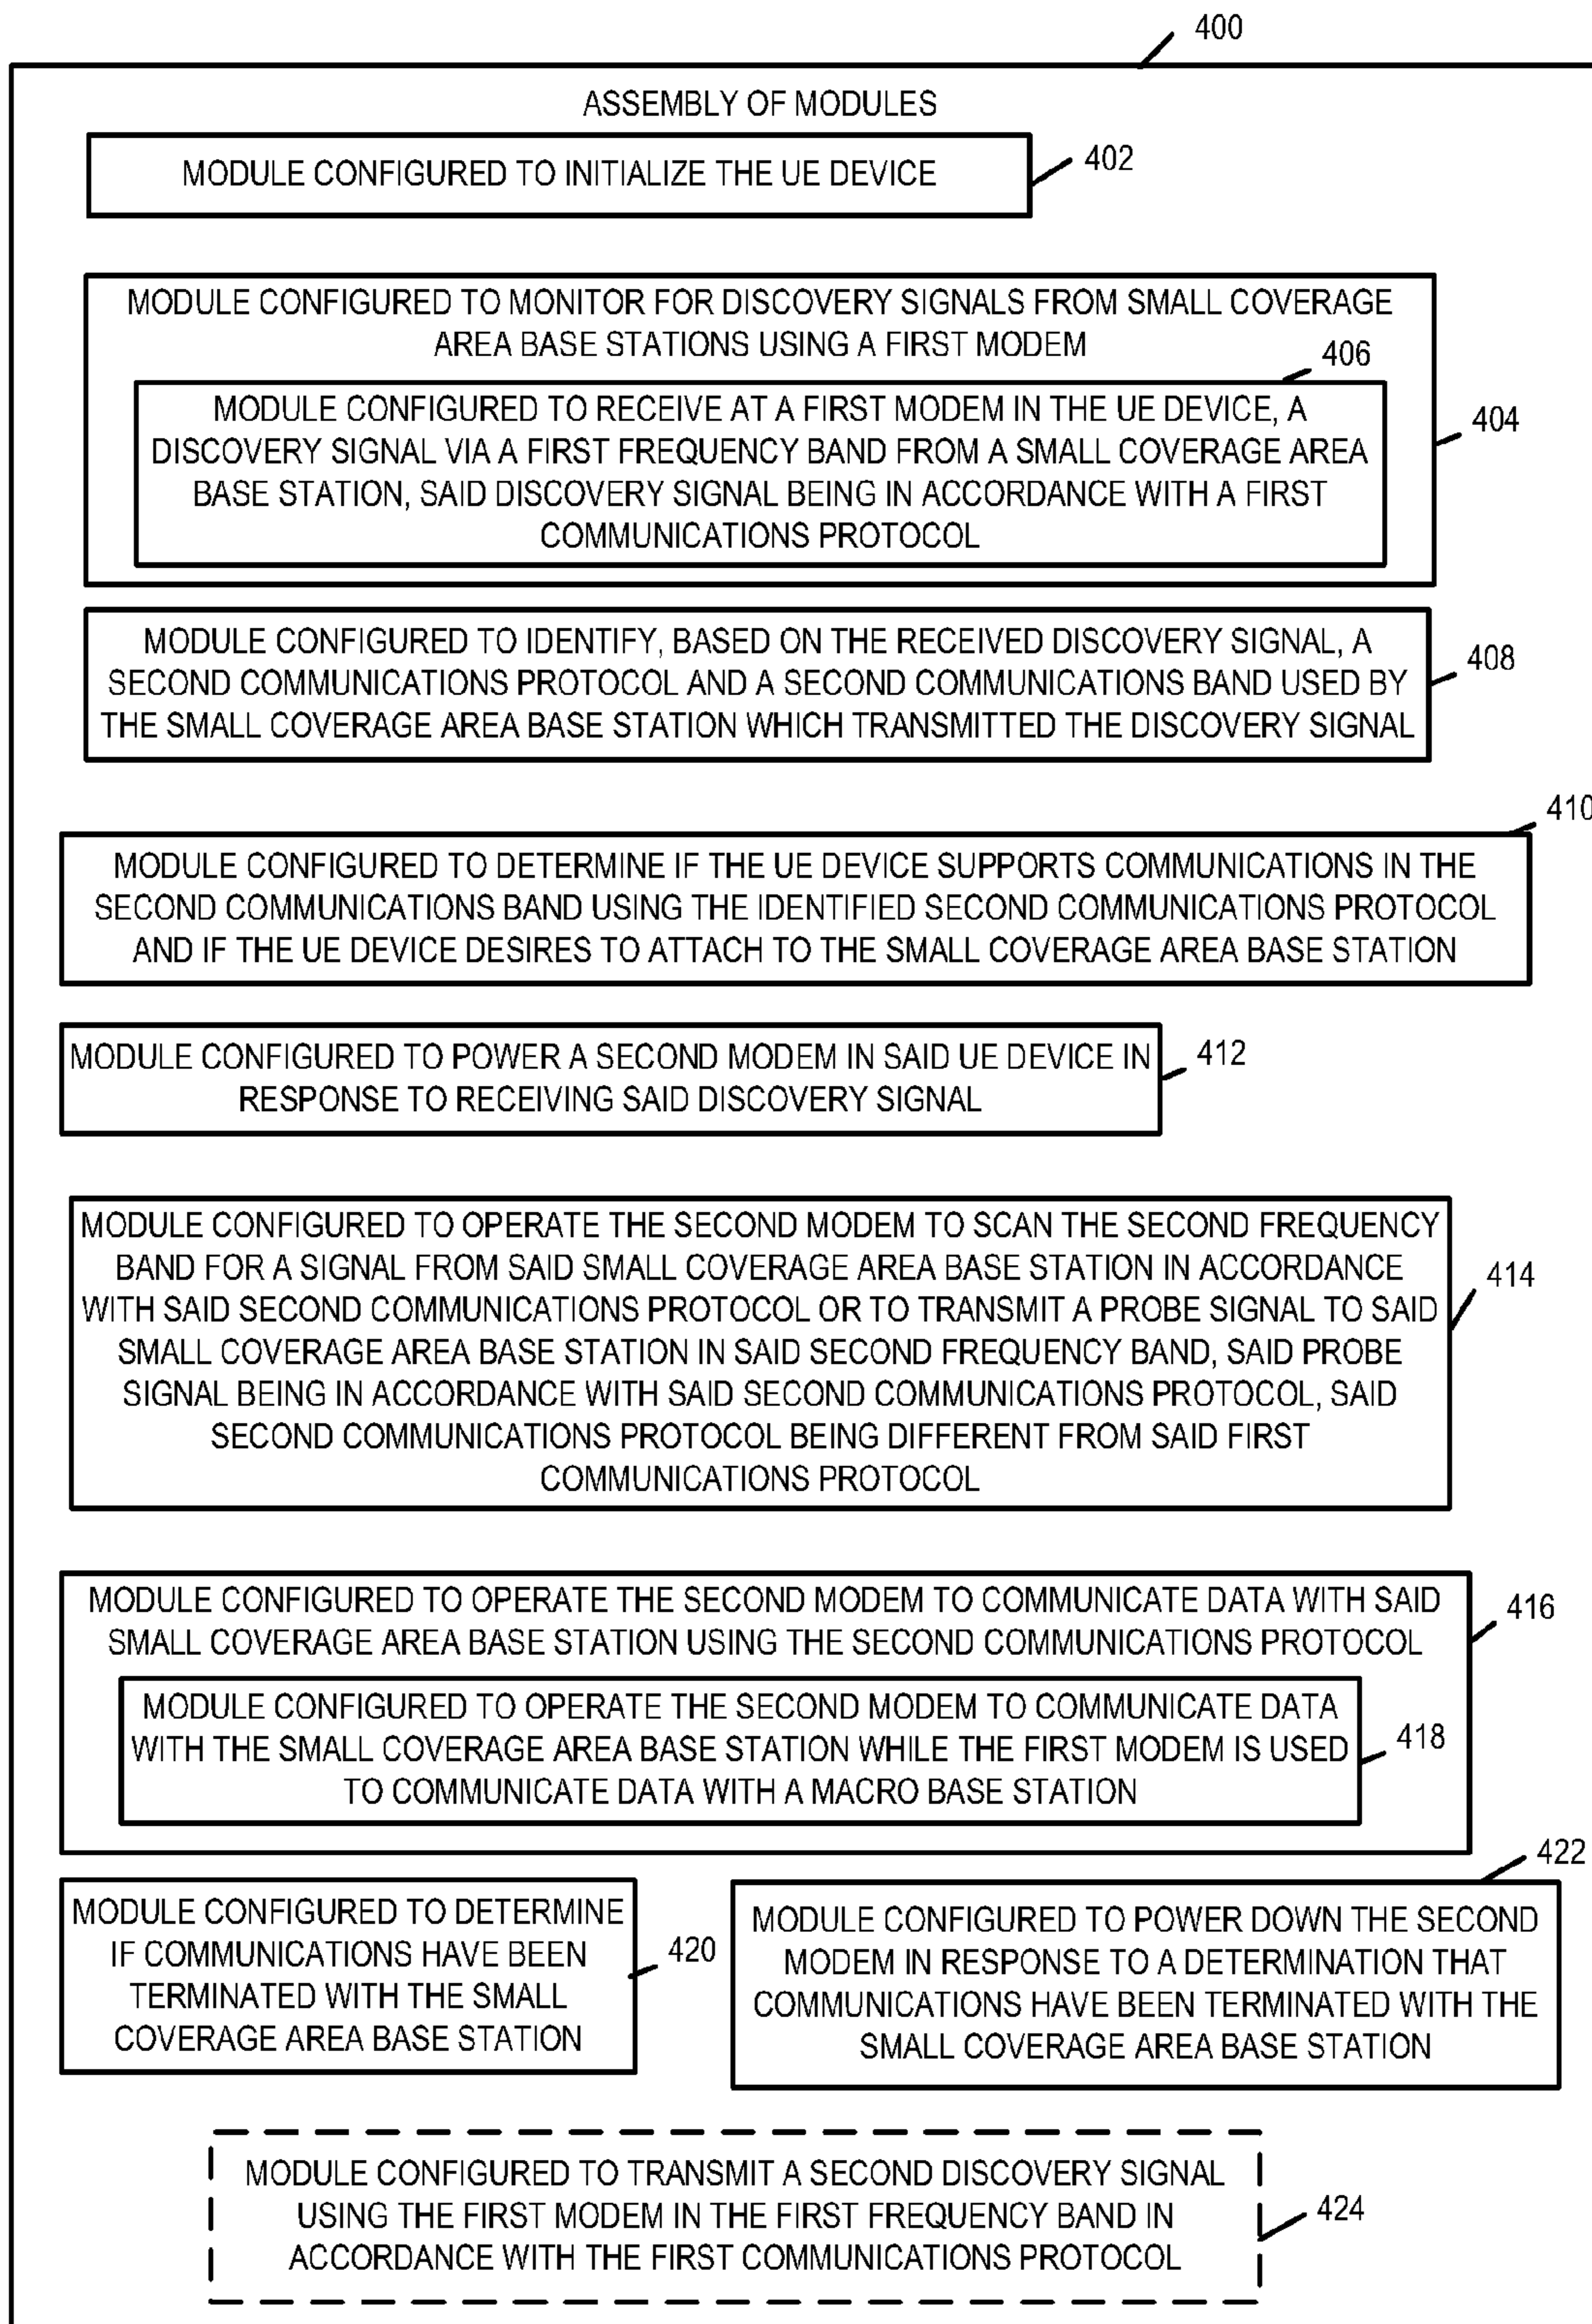 400
ASSEMBLY OF MODULES
MODULE CONFIGURED TO INITIALIZE THE UE DEVICE
402
MODULE CONFIGURED TO MONITOR FOR DISCOVERY SIGNALS FROM SMALL COVERAGE
AREA BASE STATIONS USING A FIRST MODEM
406
MODULE CONFIGURED TO RECEIVE AT A FIRST MODEM IN THE UE DEVICE, A
DISCOVERY SIGNAL VIA A FIRST FREQUENCY BAND FROM A SMALL COVERAGE AREA
BASE STATION, SAID DISCOVERY SIGNAL BEING IN ACCORDANCE WITH A FIRST
COMMUNICATIONS PROTOCOL
404
MODULE CONFIGURED TO IDENTIFY, BASED ON THE RECEIVED DISCOVERY SIGNAL, A
SECOND COMMUNICATIONS PROTOCOL AND A SECOND COMMUNICATIONS BAND USED BY
THE SMALL COVERAGE AREA BASE STATION WHICH TRANSMITTED THE DISCOVERY SIGNAL
408
410
MODULE CONFIGURED TO DETERMINE IF THE UE DEVICE SUPPORTS COMMUNICATIONS IN THE
SECOND COMMUNICATIONS BAND USING THE IDENTIFIED SECOND COMMUNICATIONS PROTOCOL
AND IF THE UE DEVICE DESIRES TO ATTACH TO THE SMALL COVERAGE AREA BASE STATION
MODULE CONFIGURED TO POWER A SECOND MODEM IN SAID UE DEVICE IN
RESPONSE TO RECEIVING SAID DISCOVERY SIGNAL
412
MODULE CONFIGURED TO OPERATE THE SECOND MODEM TO SCAN THE SECOND FREQUENCY
BAND FOR A SIGNAL FROM SAID SMALL COVERAGE AREA BASE STATION IN ACCORDANCE
WITH SAID SECOND COMMUNICATIONS PROTOCOL OR TO TRANSMIT A PROBE SIGNAL TO SAID
SMALL COVERAGE AREA BASE STATION IN SAID SECOND FREQUENCY BAND, SAID PROBE
SIGNAL BEING IN ACCORDANCE WITH SAID SECOND COMMUNICATIONS PROTOCOL, SAID
SECOND COMMUNICATIONS PROTOCOL BEING DIFFERENT FROM SAID FIRST
COMMUNICATIONS PROTOCOL
414
MODULE CONFIGURED TO OPERATE THE SECOND MODEM TO COMMUNICATE DATA WITH SAID
SMALL COVERAGE AREA BASE STATION USING THE SECOND COMMUNICATIONS PROTOCOL
416
MODULE CONFIGURED TO OPERATE THE SECOND MODEM TO COMMUNICATE DATA
WITH THE SMALL COVERAGE AREA BASE STATION WHILE THE FIRST MODEM IS USED
TO COMMUNICATE DATA WITH A MACRO BASE STATION
418
MODULE CONFIGURED TO DETERMINE
IF COMMUNICATIONS HAVE BEEN
TERMINATED WITH THE SMALL
COVERAGE AREA BASE STATION
420
422
MODULE CONFIGURED TO POWER DOWN THE SECOND
MODEM IN RESPONSE TO A DETERMINATION THAT
COMMUNICATIONS HAVE BEEN TERMINATED WITH THE
SMALL COVERAGE AREA BASE STATION
MODULE CONFIGURED TO TRANSMIT A SECOND DISCOVERY SIGNAL
USING THE FIRST MODEM IN THE FIRST FREQUENCY BAND IN
ACCORDANCE WITH THE FIRST COMMUNICATIONS PROTOCOL
424